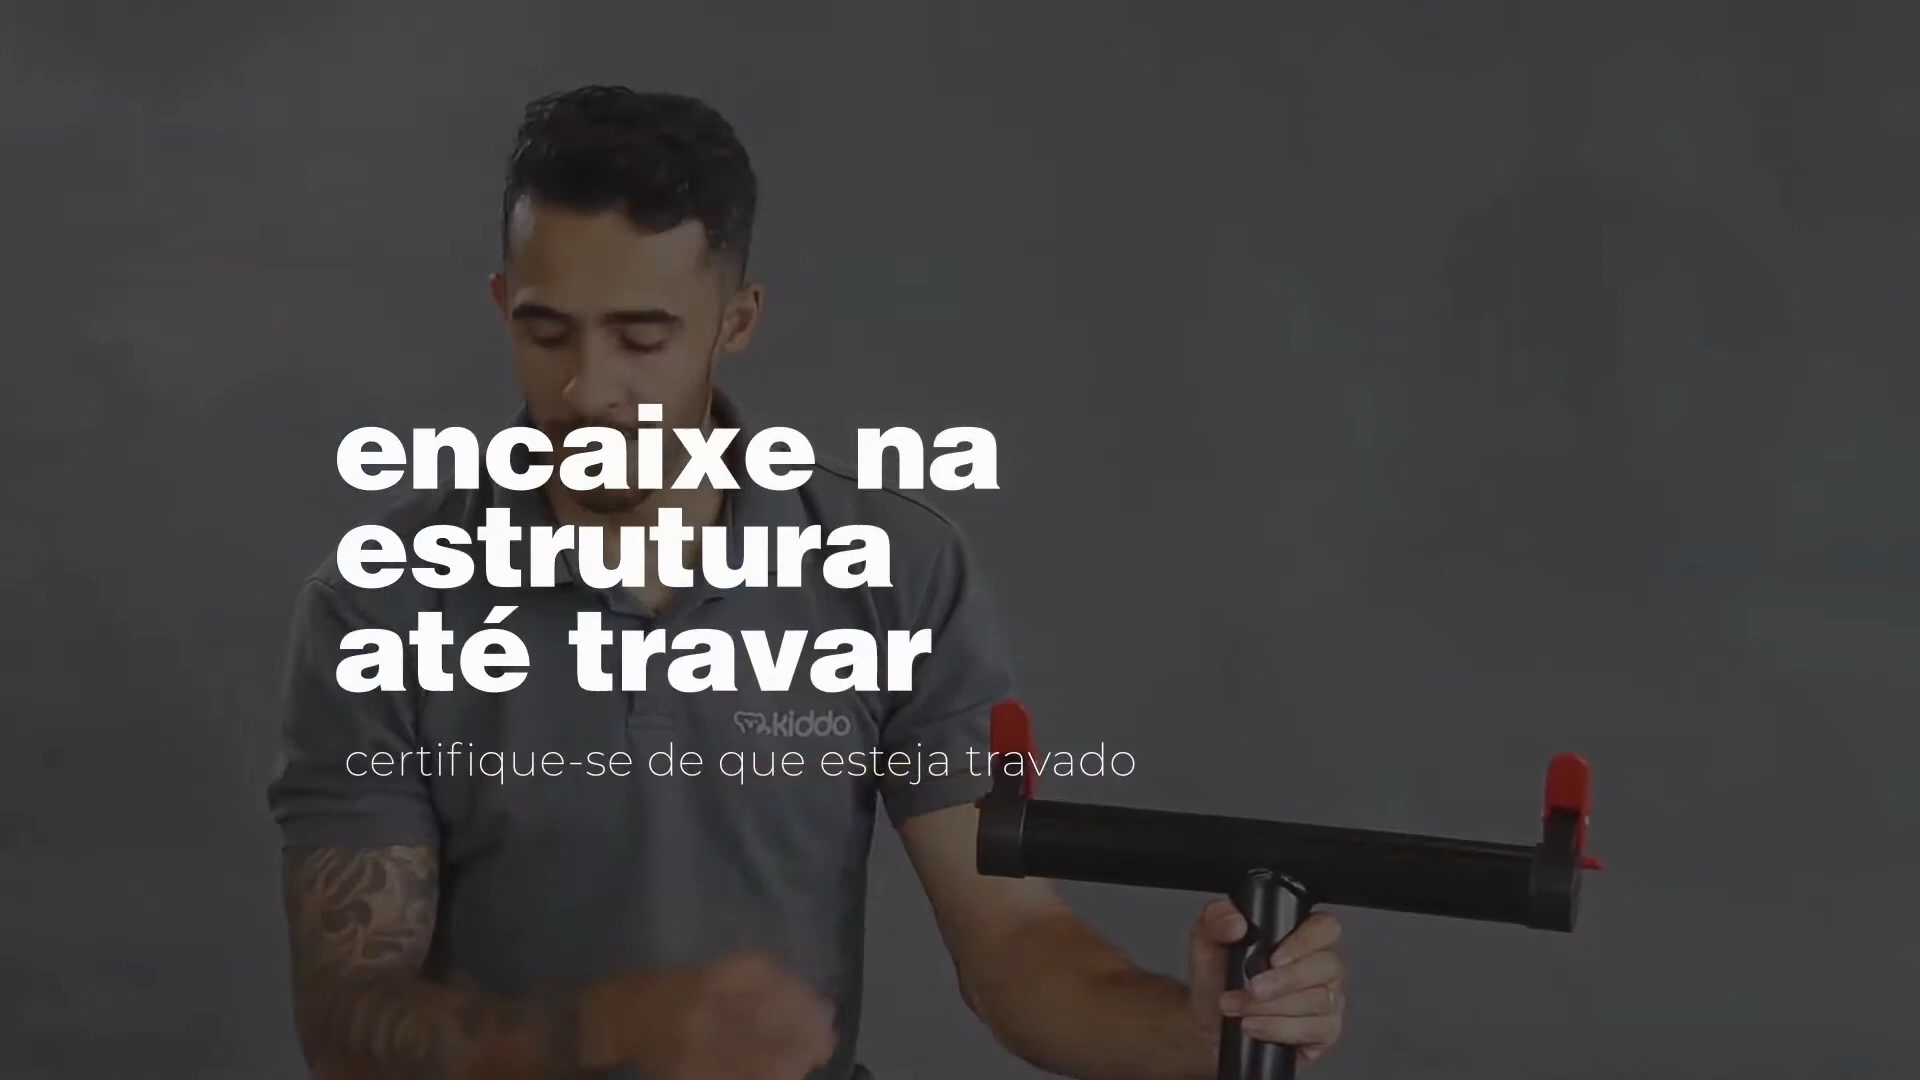 encaixe na
estrutura
até travar
kiddo
certifique-se de que esteja travado